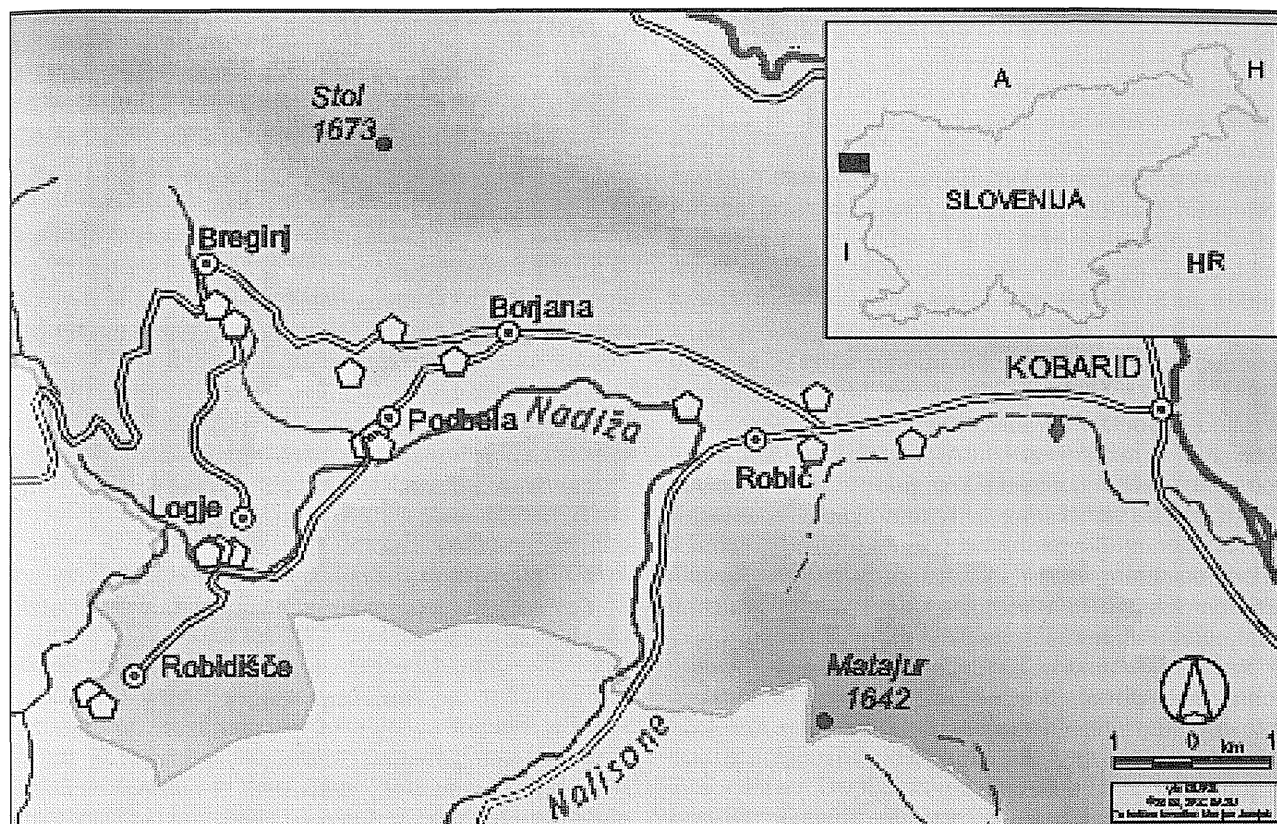 Stol
1673
A
H
SLOVENIJA
I
HR
Breginj
Borjana
KOBARID
Podbela
Nadiža
Robič
Logje
Robidišče
Matajur
1642
Natisone
1 0 km 1